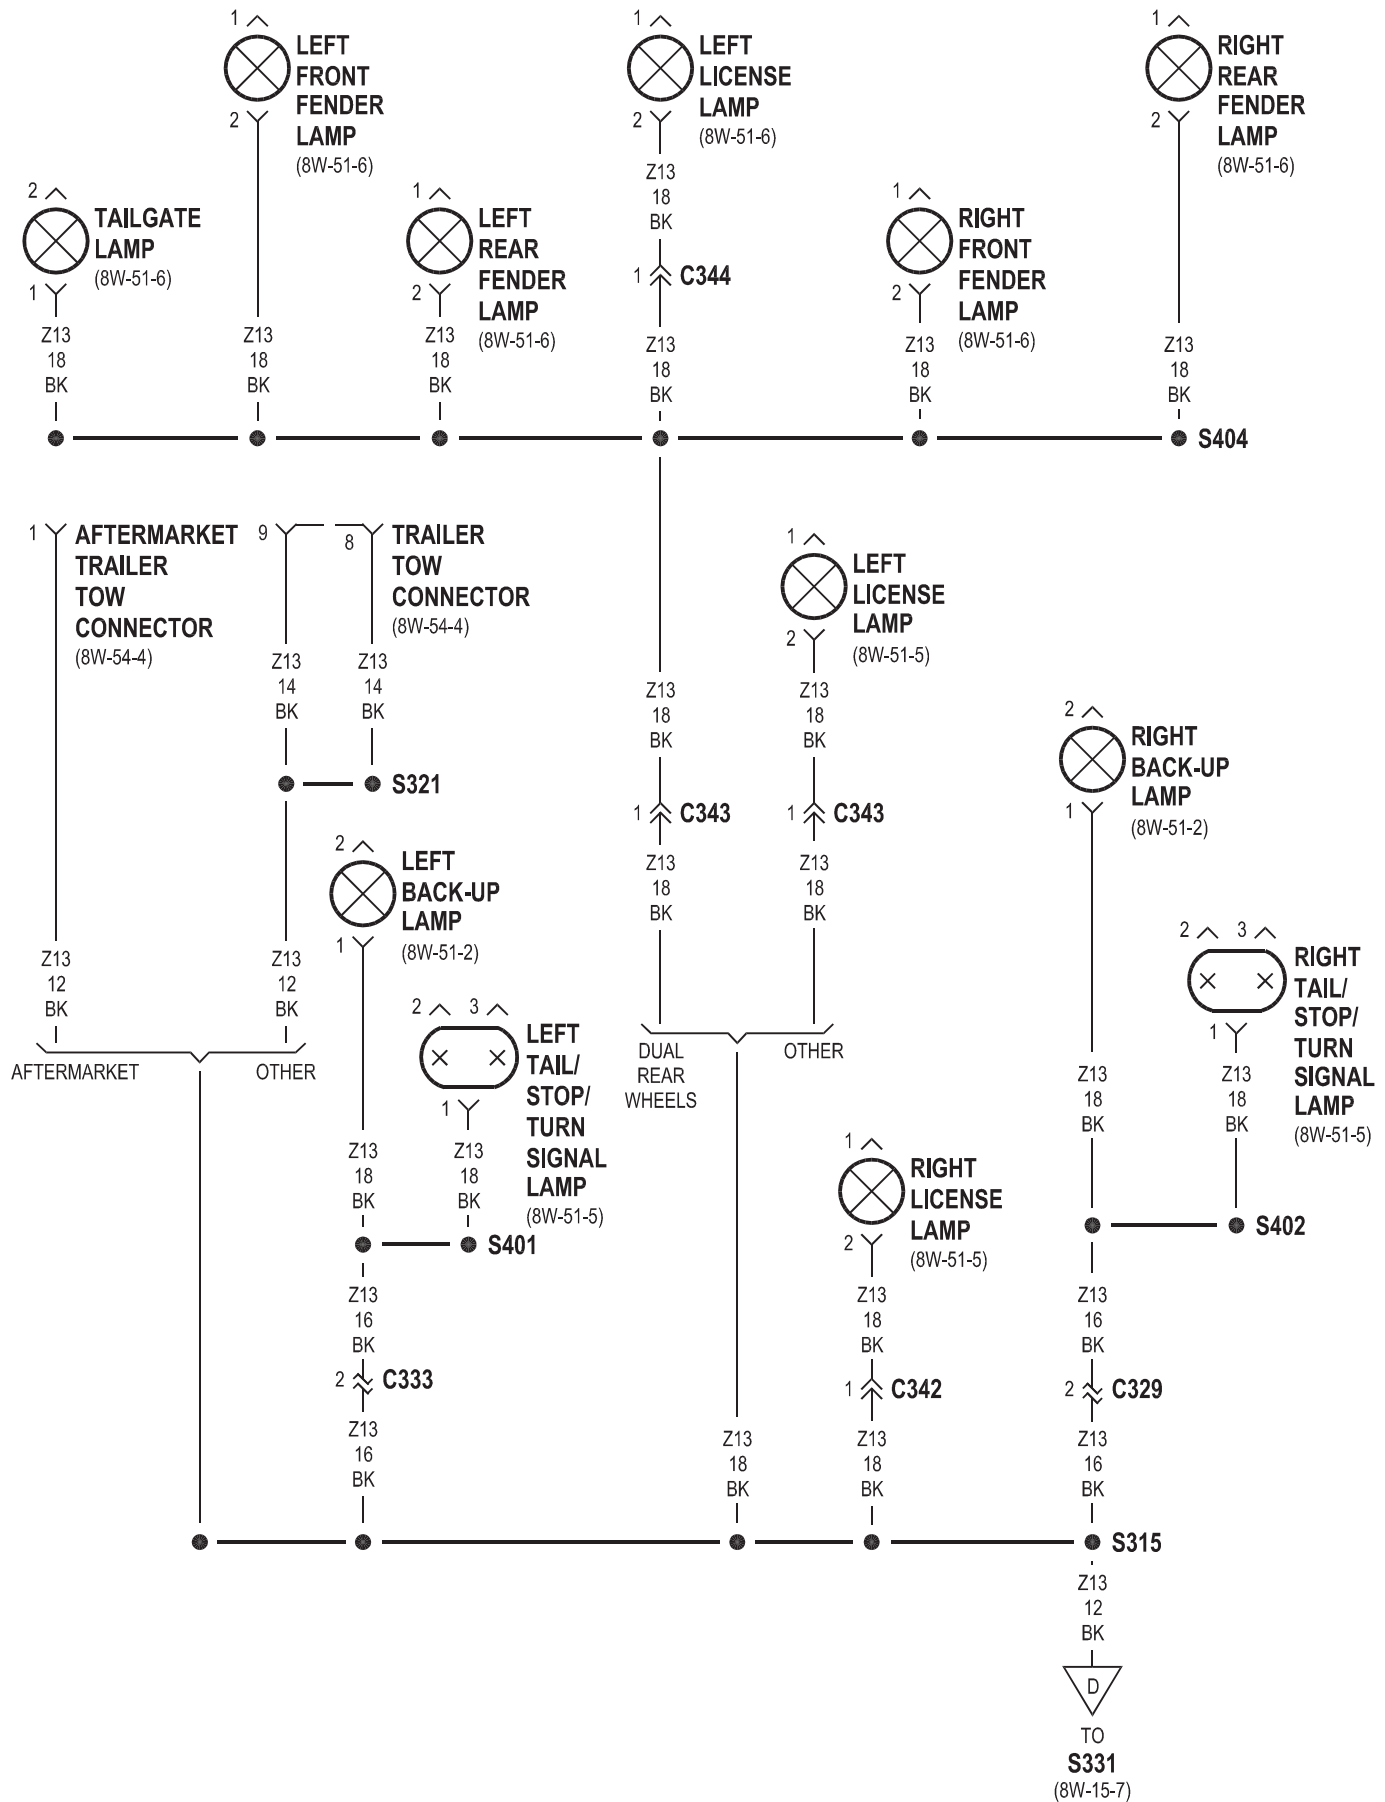 1
LEFT
FRONT
FENDER
LAMP
(8W-51-6)
2
1
LEFT
LICENSE
LAMP
(8W-51-6)
2
Z13
18
BK
1
C344
Z13
18
BK
1
RIGHT
REAR
FENDER
LAMP
(8W-51-6)
2
2
TAILGATE
LAMP
(8W-51-6)
1
Z13
18
BK
Z13
18
BK
1
LEFT
REAR
FENDER
LAMP
(8W-51-6)
2
Z13
18
BK
1
RIGHT
FRONT
FENDER
LAMP
(8W-51-6)
2
Z13
18
BK
Z13
18
BK
S404
1
AFTERMARKET
TRAILER
TOW
CONNECTOR
(8W-54-4)
9
8
TRAILER
TOW
CONNECTOR
(8W-54-4)
Z13
14
BK
Z13
14
BK
S321
1
LEFT
LICENSE
LAMP
(8W-51-5)
2
Z13
18
BK
Z13
18
BK
1
C343
1
C343
Z13
18
BK
Z13
18
BK
2
RIGHT
BACK-UP
LAMP
(8W-51-2)
1
2
LEFT
BACK-UP
LAMP
(8W-51-2)
1
Z13
12
BK
Z13
12
BK
AFTERMARKET
OTHER
2
3
LEFT
TAIL/
STOP/
TURN
SIGNAL
LAMP
(8W-51-5)
1
Z13
18
BK
Z13
18
BK
S401
DUAL
REAR
WHEELS
OTHER
2
3
RIGHT
TAIL/
STOP/
TURN
SIGNAL
LAMP
(8W-51-5)
1
Z13
18
BK
Z13
18
BK
S402
1
RIGHT
LICENSE
LAMP
(8W-51-5)
2
Z13
16
BK
2
C333
Z13
16
BK
Z13
18
BK
Z13
18
BK
1
C342
Z13
18
BK
Z13
16
BK
2
C329
Z13
16
BK
S315
Z13
12
BK
D
TO
S331
(8W-15-7)